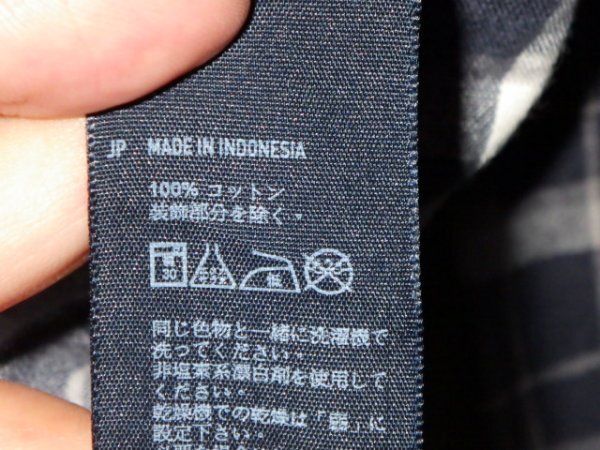 JP MADE IN INDONESIA
100% コットン
装飾部分を除く。
30 中
同じ色物と一緒に洗濯機で
洗ってください。
非塩素系漂白剤を使用して
ください。
乾燥機での乾燥は「弱」に
設定下さい。